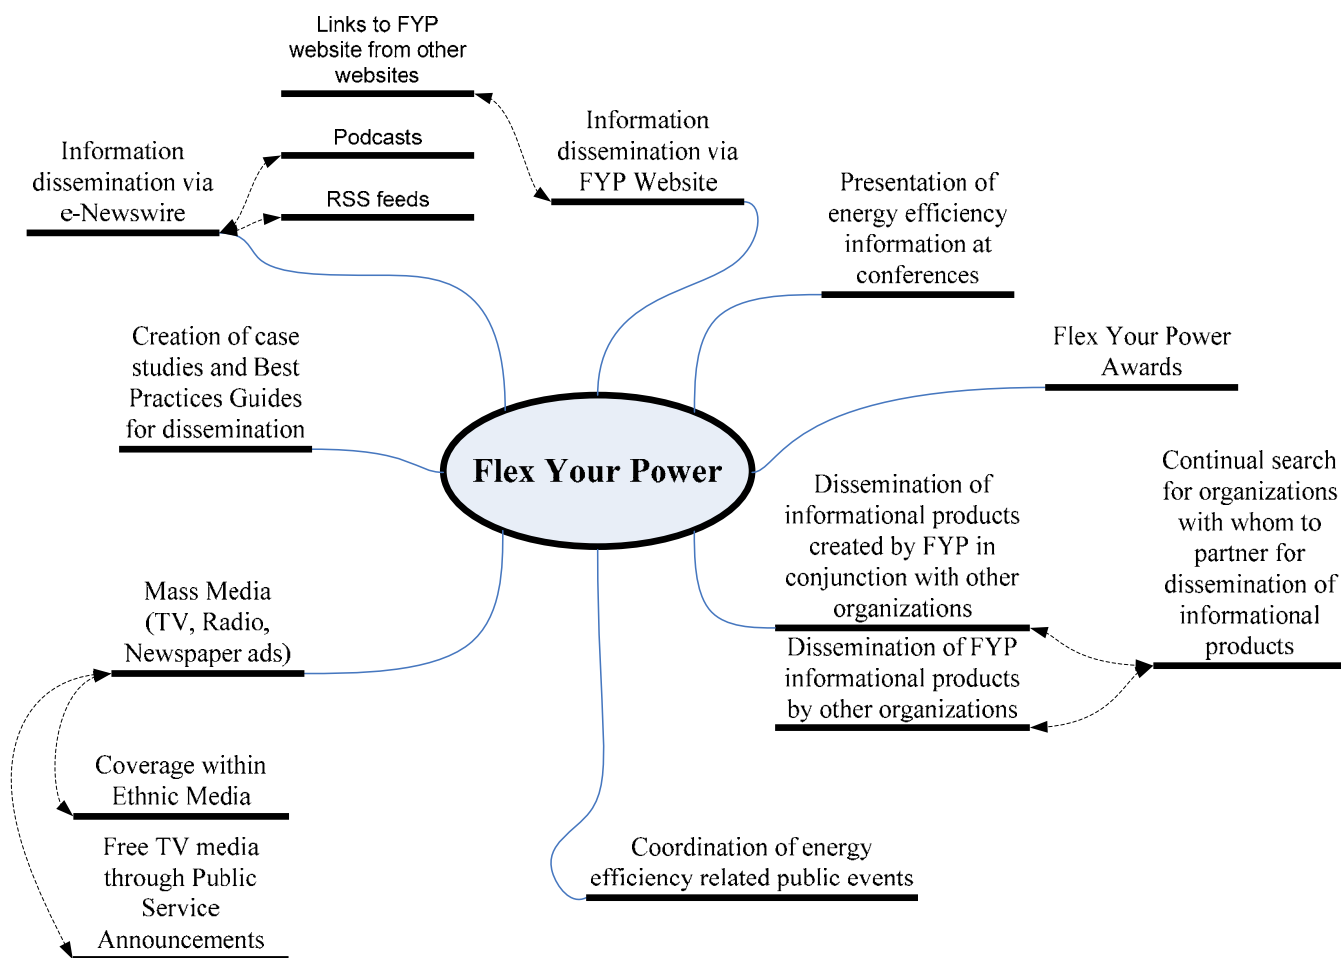 Links to FYP
website from other
websites
Podcasts
RSS feeds
Information
dissemination via
e-Newswire
Information
dissemination via
FYP Website
Presentation of
energy efficiency
information at
conferences
Flex Your Power
Awards
Creation of case
studies and Best
Practices Guides
for dissemination
Flex Your Power
Dissemination of
informational products
created by FYP in
conjunction with other
organizations
Dissemination of FYP
informational products
by other organizations
Continual search
for organizations
with whom to
partner for
dissemination of
informational
products
Mass Media
(TV, Radio,
Newspaper ads)
Coverage within
Ethnic Media
Free TV media
through Public
Service
Announcements
Coordination of energy
efficiency related public events